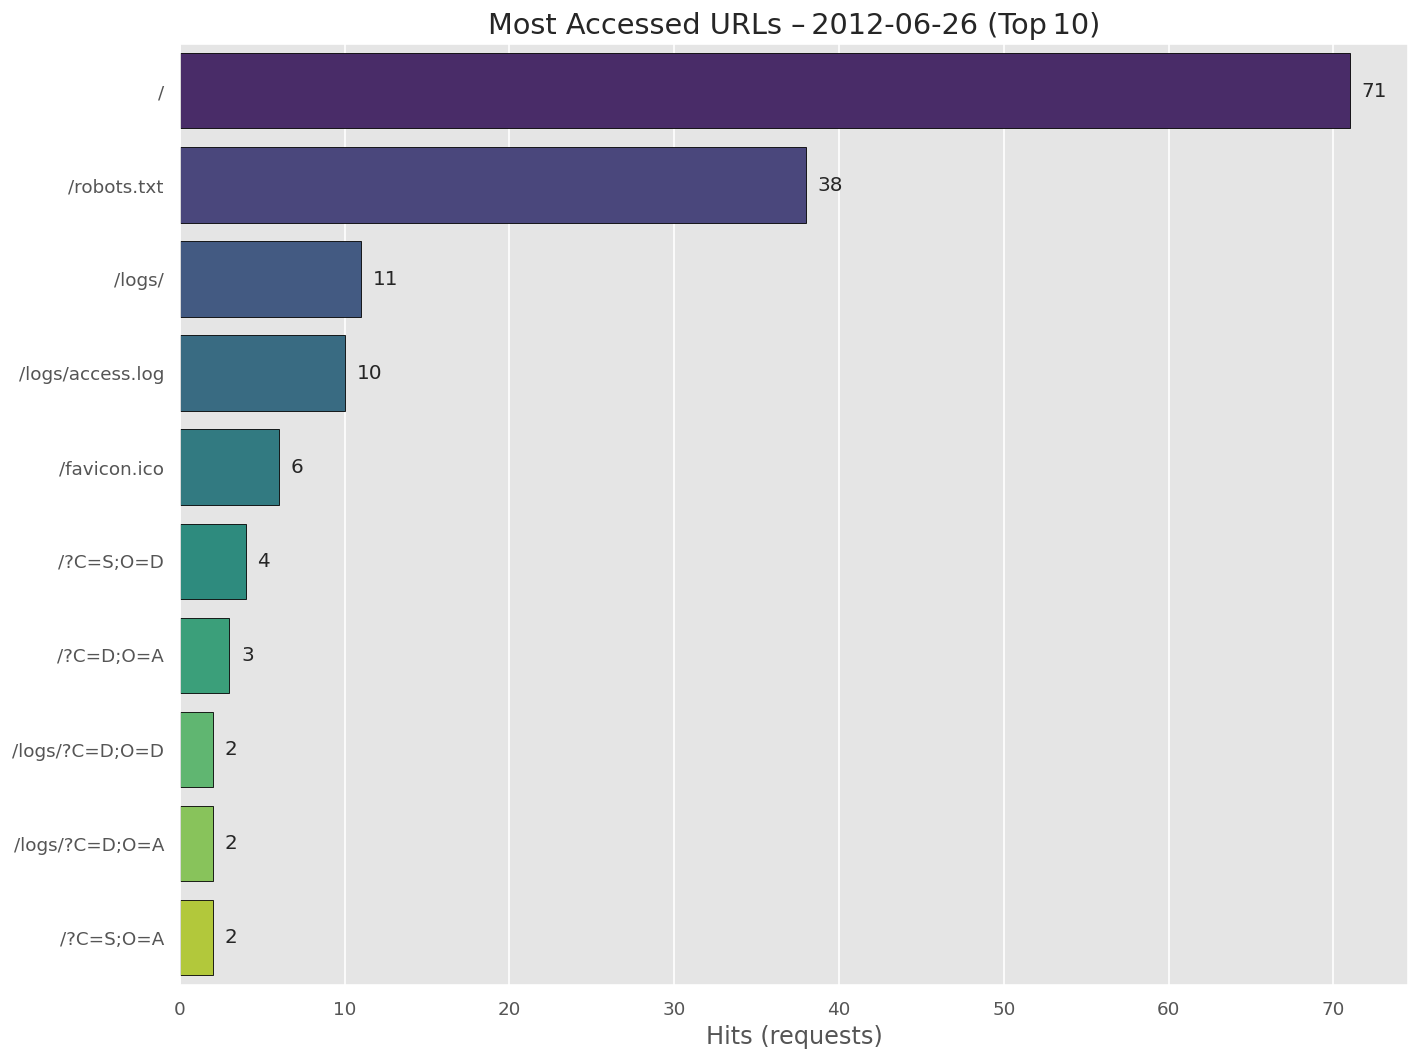 Most Accessed URLs – 2012-06-26 (Top 10)
/ 71
/robots.txt 38
/logs/ 11
/logs/access.log 10
/favicon.ico 6
/?C=S;O=D 4
/?C=D;O=A 3
/logs/?C=D;O=D 2
/logs/?C=D;O=A 2
/?C=S;O=A 2
0 10 20 30 40 50 60 70
Hits (requests)